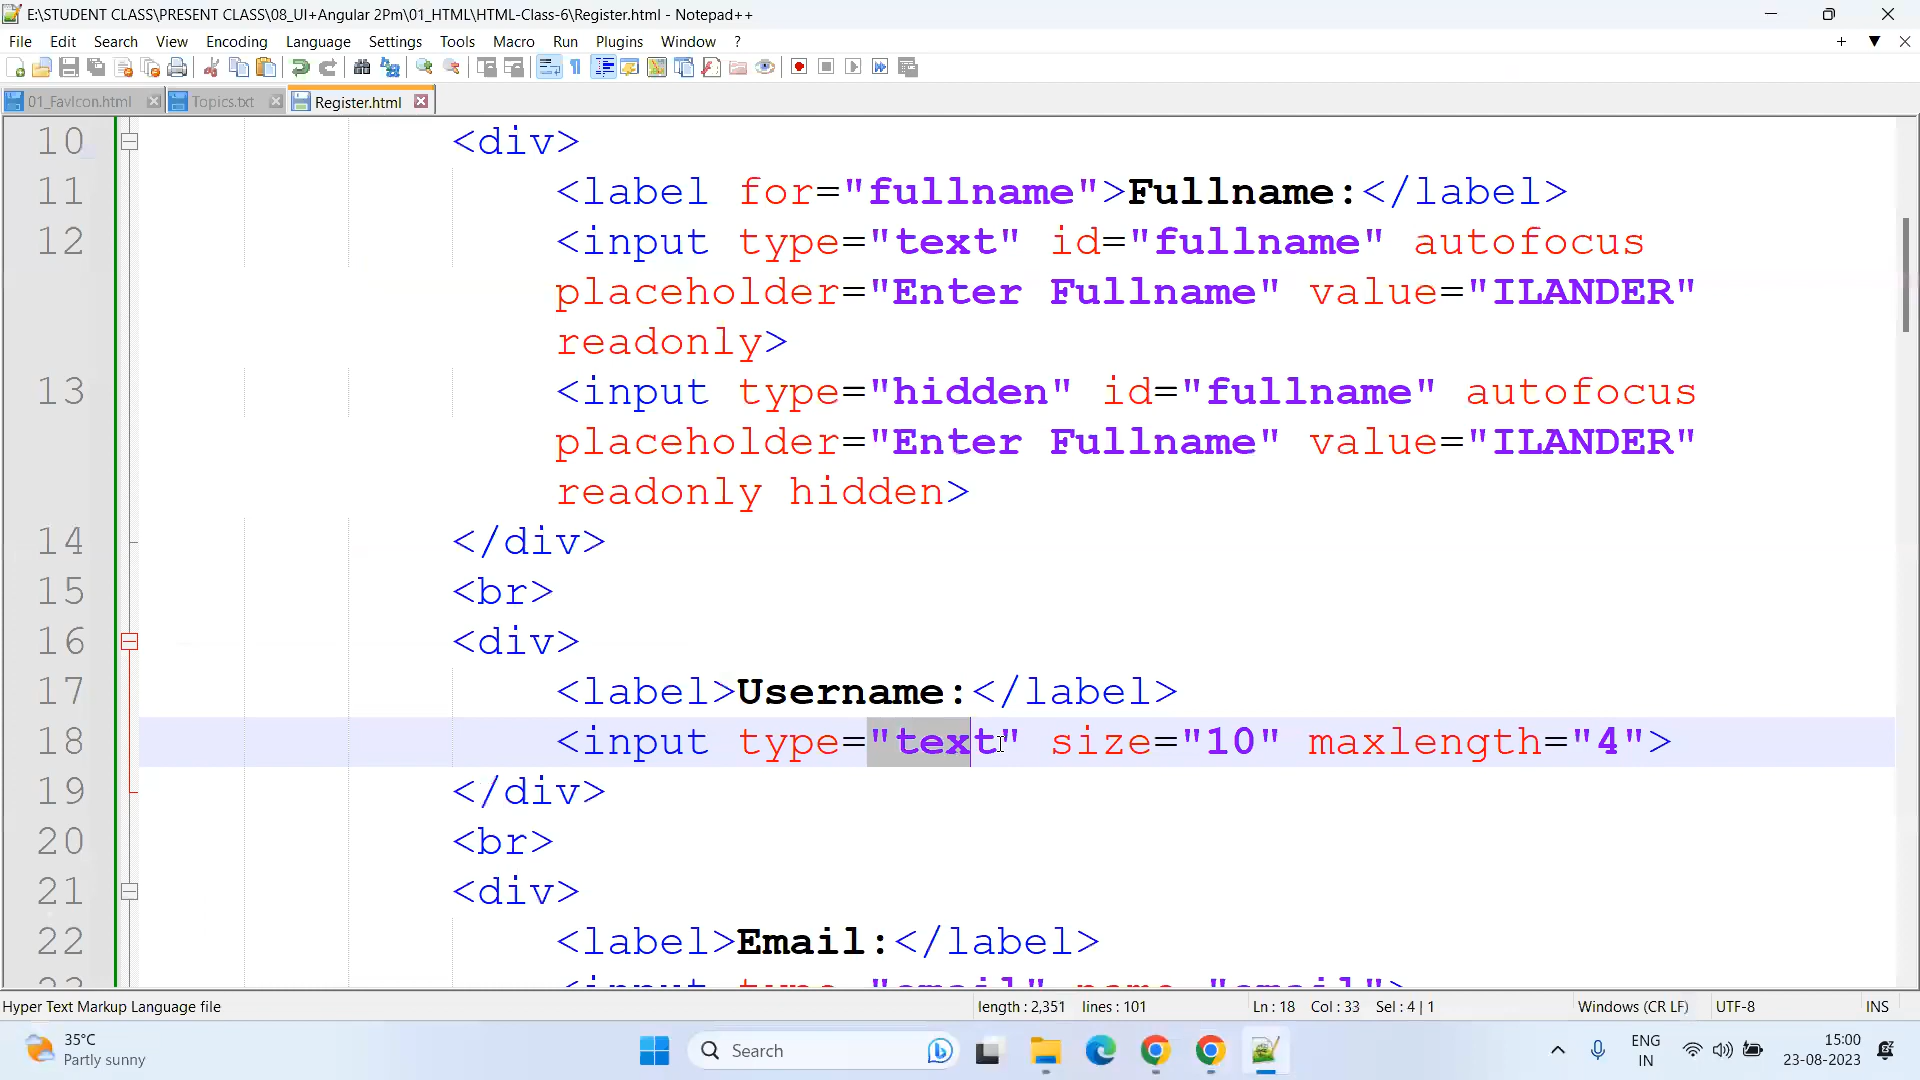 E:\STUDENT CLASS\PRESENT CLASS\08_UI+Angular 2Pm\01_HTML\HTML-Class-6\Register.html - Notepad++
File Edit Search View Encoding Language Settings Tools Macro Run Plugins Window ?
01_FavIcon.html Topics.txt Register.html
10 <div>
11 <label for="fullname">Fullname:</label>
12 <input type="text" id="fullname" autofocus
placeholder="Enter Fullname" value="ILANDER"
readonly>
13 <input type="hidden" id="fullname" autofocus
placeholder="Enter Fullname" value="ILANDER"
readonly hidden>
14 </div>
15 <br>
16 <div>
17 <label>Username:</label>
18 <input type="text" size="10" maxlength="4">
19 </div>
20 <br>
21 <div>
22 <label>Email:</label>
23 <input type="email" name="email">
Hyper Text Markup Language file length : 2,351 lines : 101 Ln : 18 Col : 33 Sel : 4 | 1 Windows (CR LF) UTF-8 INS
35°C
Partly sunny
Search
ENG
IN
15:00
23-08-2023